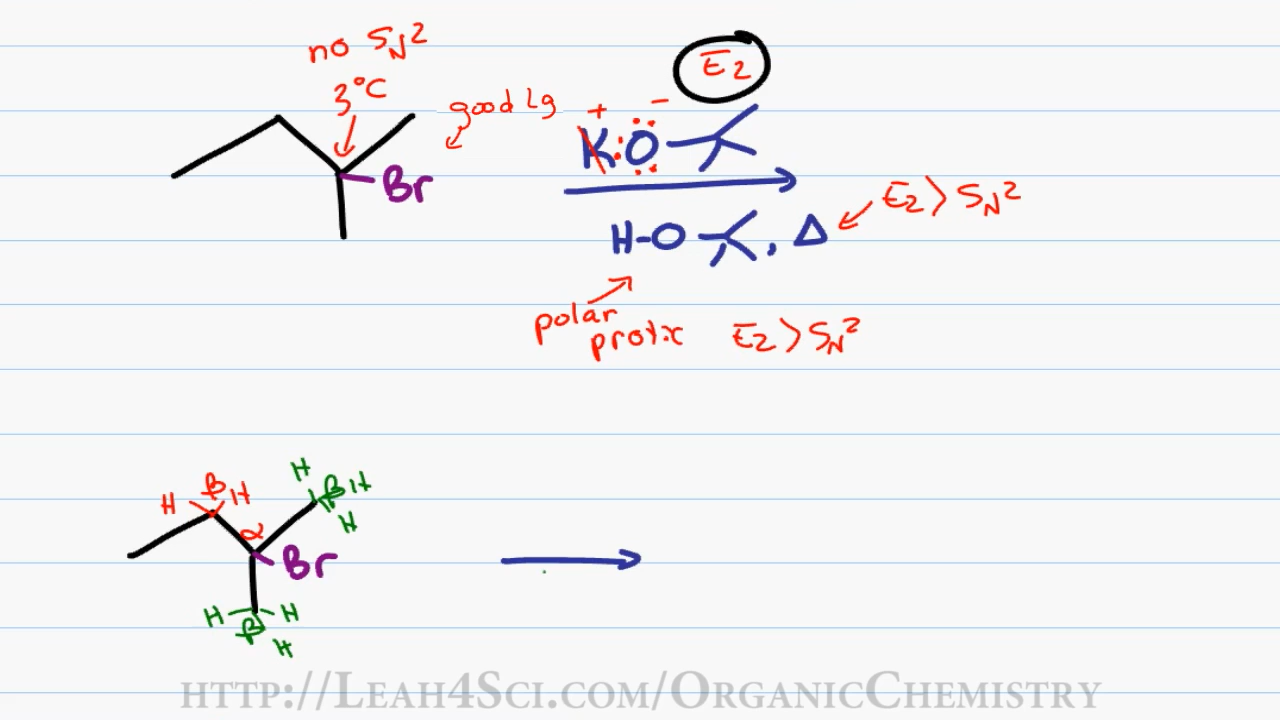 no SN2
E2
3°C
good Lg
+ −
K :O
Br
E2 > SN2
H-O , Δ
polar
protic E2 > SN2
H
H β H β H
H
α
Br
H H
β
H
HTTP://LEAH4SCI.COM/ORGANICCHEMISTRY